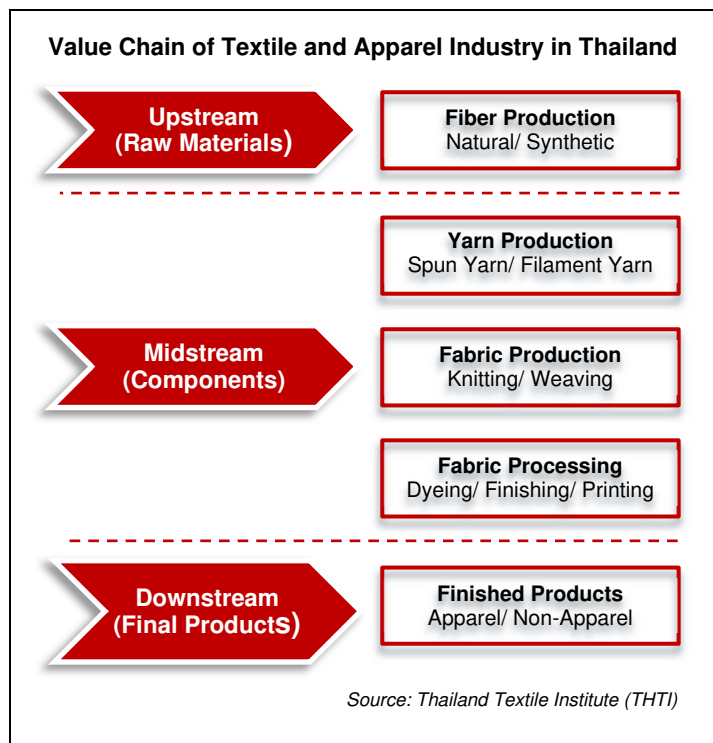 Value Chain of Textile and Apparel Industry in Thailand
Upstream
(Raw Materials)
Fiber Production
Natural/ Synthetic
Yarn Production
Spun Yarn/ Filament Yarn
Midstream
(Components)
Fabric Production
Knitting/ Weaving
Fabric Processing
Dyeing/ Finishing/ Printing
Downstream
(Final Products)
Finished Products
Apparel/ Non-Apparel
Source: Thailand Textile Institute (THTI)